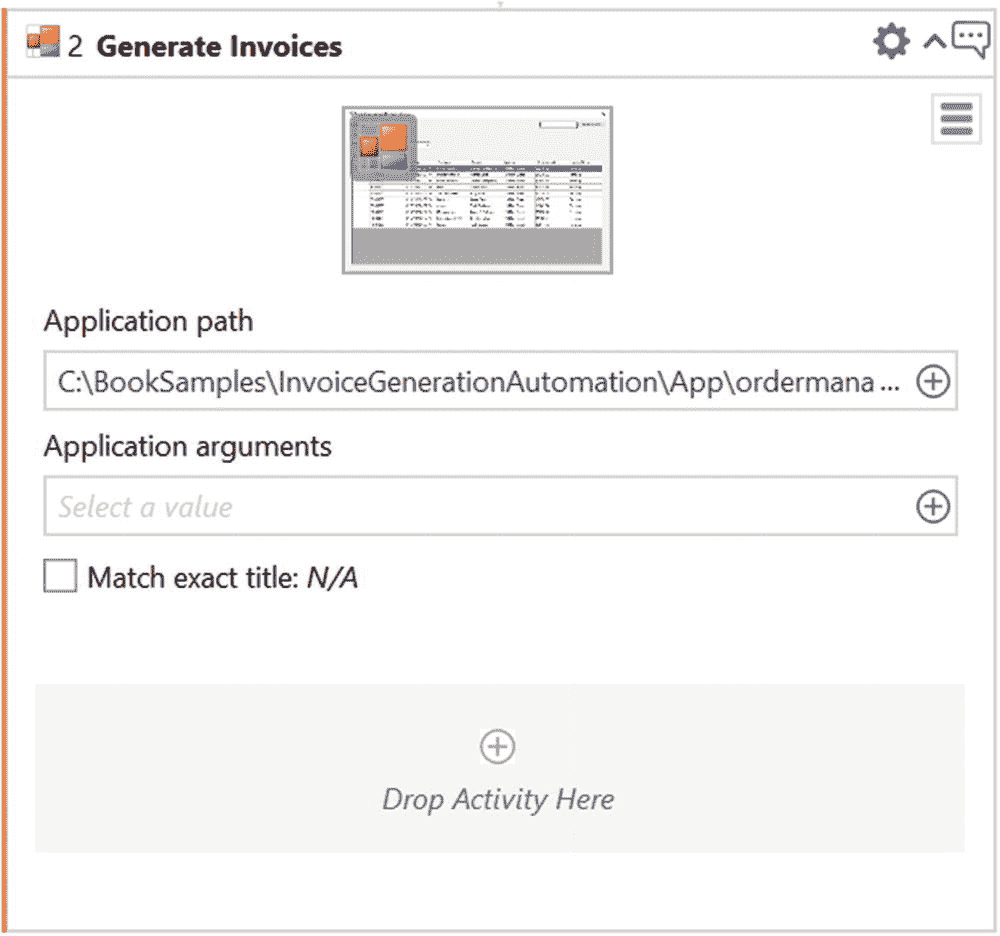 2 Generate Invoices
Application path
C:\BookSamples\InvoiceGenerationAutomation\App\ordermana ...
Application arguments
Select a value
Match exact title: N/A
Drop Activity Here